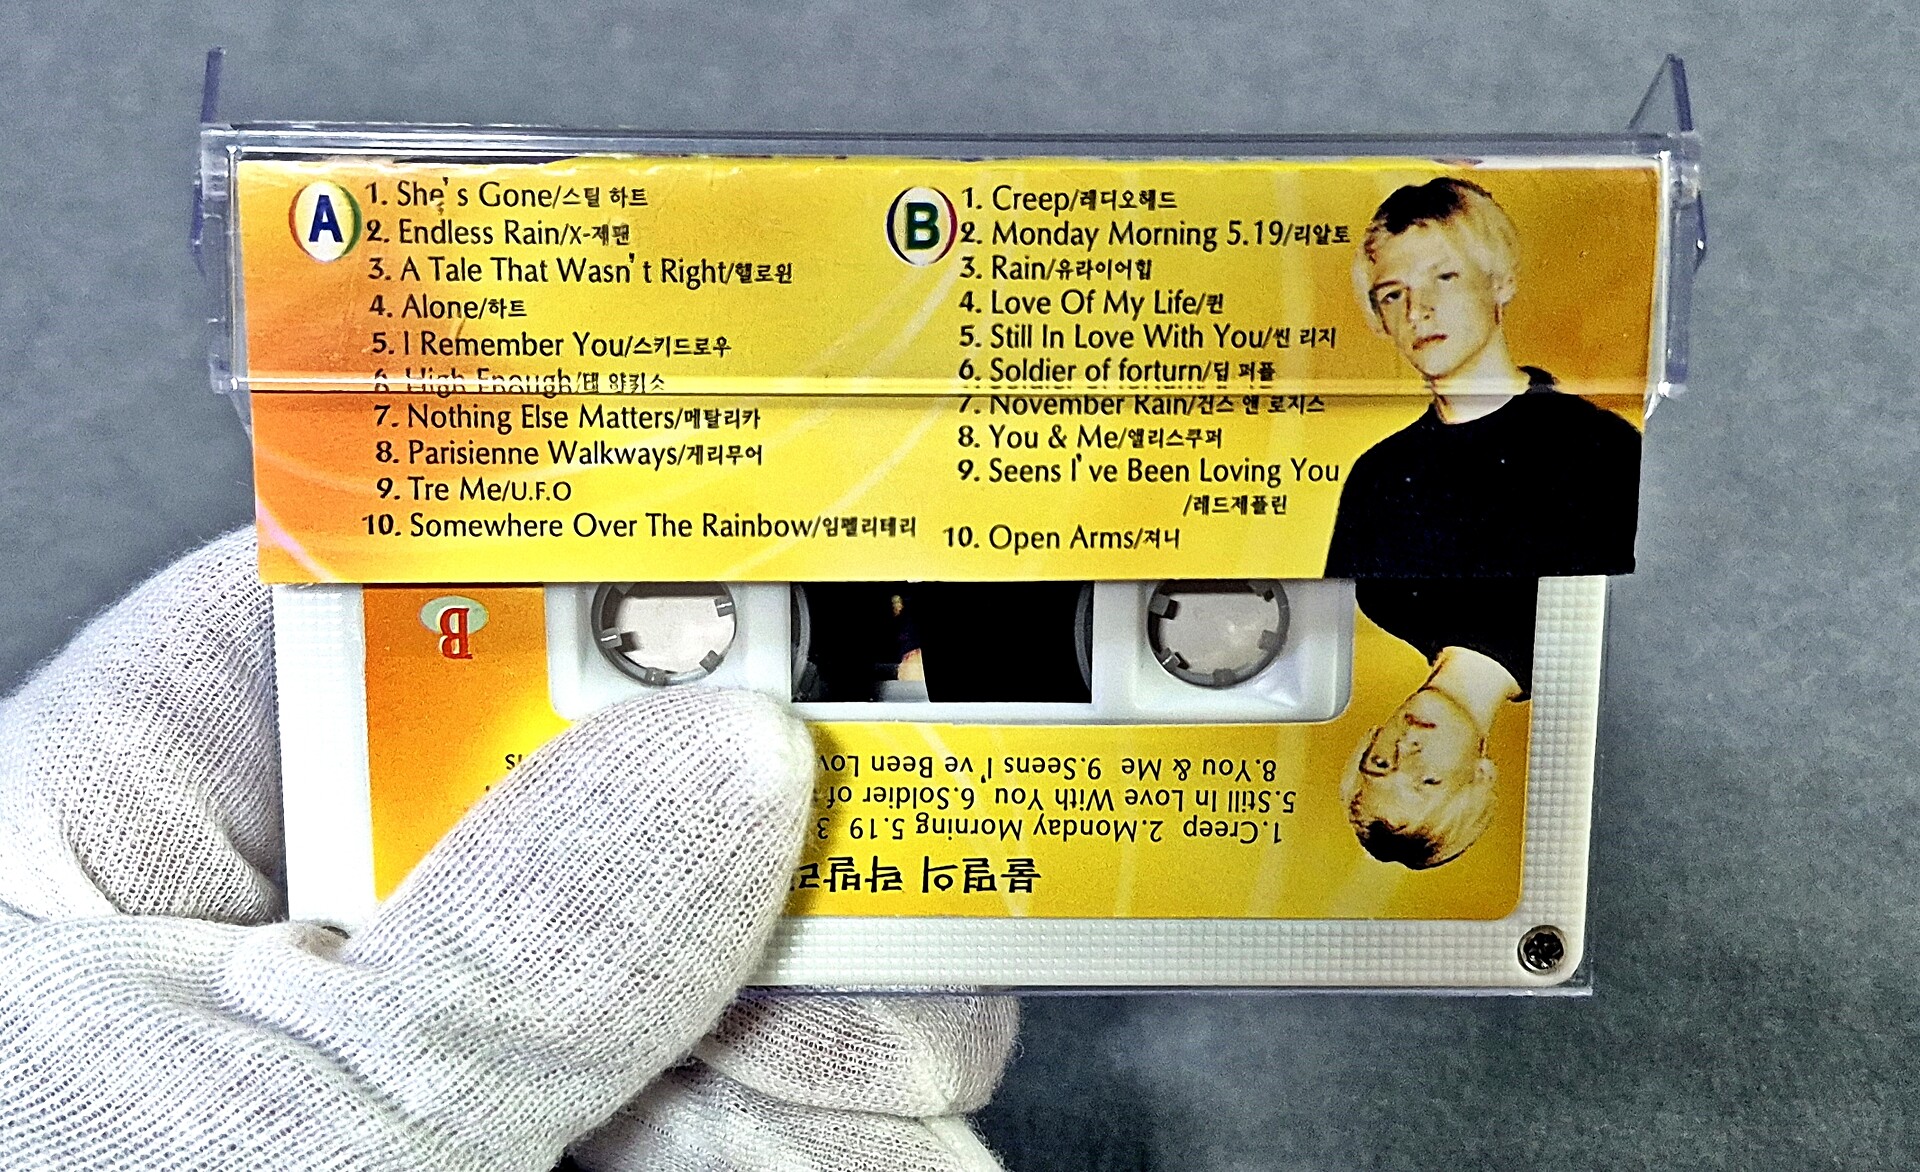 A
1. She's Gone/스틸 하트
2. Endless Rain/X-재팬
3. A Tale That Wasn't Right/헬로윈
4. Alone/하트
5. I Remember You/스키드로우
6. High Enough/댐 양키스
7. Nothing Else Matters/메탈리카
8. Parisienne Walkways/게리무어
9. Tre Me/U.F.O
10. Somewhere Over The Rainbow/임펠리테리
B
1. Creep/레디오헤드
2. Monday Morning 5.19/리알토
3. Rain/유라이어힙
4. Love Of My Life/퀸
5. Still In Love With You/씬 리지
6. Soldier of forturn/딥 퍼플
7. November Rain/건스 앤 로지스
8. You & Me/앨리스쿠퍼
9. Seens I've Been Loving You
/레드제플린
10. Open Arms/져니
B
불멸의 락발
1.Creep 2.Monday Morning 5.19 3
5.Still In Love With You 6.Soldier of
8.You & Me 9.Seens I've Been Lov